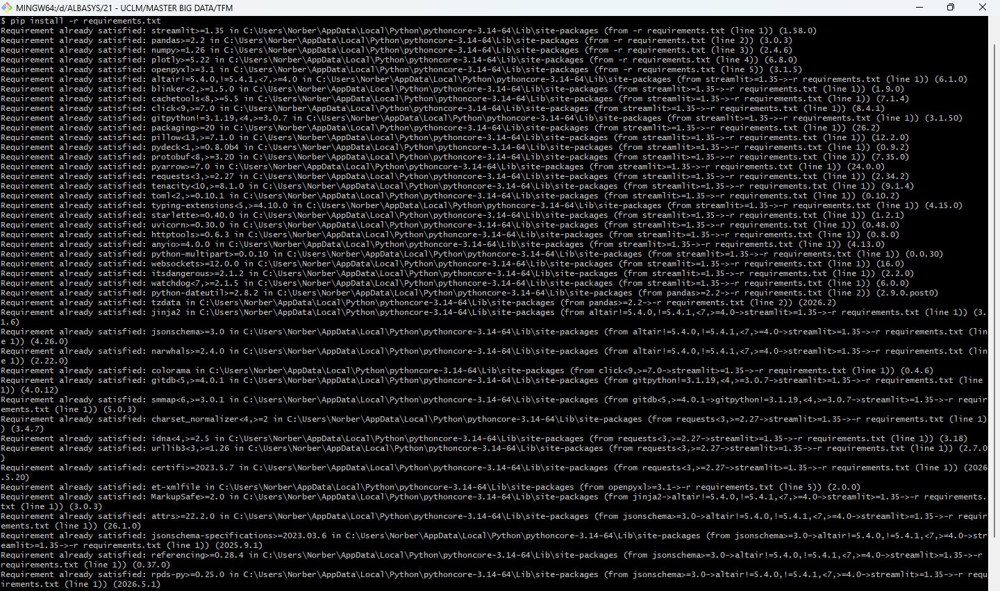 MINGW64:/d/ALBASYS/21 - UCLM/MASTER BIG DATA/TFM
$ pip install -r requirements.txt
Requirement already satisfied: streamlit>=1.35 in C:\Users\Norber\AppData\Local\Python\pythoncore-3.14-64\Lib\site-packages (from -r requirements.txt (line 1)) (1.58.0)
Requirement already satisfied: pandas>=2.2 in C:\Users\Norber\AppData\Local\Python\pythoncore-3.14-64\Lib\site-packages (from -r requirements.txt (line 2)) (3.0.3)
Requirement already satisfied: numpy>=1.26 in C:\Users\Norber\AppData\Local\Python\pythoncore-3.14-64\Lib\site-packages (from -r requirements.txt (line 3)) (2.4.6)
Requirement already satisfied: plotly>=5.22 in C:\Users\Norber\AppData\Local\Python\pythoncore-3.14-64\Lib\site-packages (from -r requirements.txt (line 4)) (6.8.0)
Requirement already satisfied: openpyxl>=3.1 in C:\Users\Norber\AppData\Local\Python\pythoncore-3.14-64\Lib\site-packages (from -r requirements.txt (line 5)) (3.1.5)
Requirement already satisfied: altair!=5.4.0,!=5.4.1,<7,>=4.0 in C:\Users\Norber\AppData\Local\Python\pythoncore-3.14-64\Lib\site-packages (from streamlit>=1.35->-r requirements.txt (line 1)) (6.1.0)
Requirement already satisfied: blinker<2,>=1.5.0 in C:\Users\Norber\AppData\Local\Python\pythoncore-3.14-64\Lib\site-packages (from streamlit>=1.35->-r requirements.txt (line 1)) (1.9.0)
Requirement already satisfied: cachetools<8,>=5.5 in C:\Users\Norber\AppData\Local\Python\pythoncore-3.14-64\Lib\site-packages (from streamlit>=1.35->-r requirements.txt (line 1)) (7.1.4)
Requirement already satisfied: click<9,>=7.0 in C:\Users\Norber\AppData\Local\Python\pythoncore-3.14-64\Lib\site-packages (from streamlit>=1.35->-r requirements.txt (line 1)) (8.4.1)
Requirement already satisfied: gitpython!=3.1.19,<4,>=3.0.7 in C:\Users\Norber\AppData\Local\Python\pythoncore-3.14-64\Lib\site-packages (from streamlit>=1.35->-r requirements.txt (line 1)) (3.1.50)
Requirement already satisfied: packaging>=20 in C:\Users\Norber\AppData\Local\Python\pythoncore-3.14-64\Lib\site-packages (from streamlit>=1.35->-r requirements.txt (line 1)) (26.2)
Requirement already satisfied: pillow<13,>=7.1.0 in C:\Users\Norber\AppData\Local\Python\pythoncore-3.14-64\Lib\site-packages (from streamlit>=1.35->-r requirements.txt (line 1)) (12.2.0)
Requirement already satisfied: pydeck<1,>=0.8.0b4 in C:\Users\Norber\AppData\Local\Python\pythoncore-3.14-64\Lib\site-packages (from streamlit>=1.35->-r requirements.txt (line 1)) (0.9.2)
Requirement already satisfied: protobuf<8,>=3.20 in C:\Users\Norber\AppData\Local\Python\pythoncore-3.14-64\Lib\site-packages (from streamlit>=1.35->-r requirements.txt (line 1)) (7.35.0)
Requirement already satisfied: pyarrow>=7.0 in C:\Users\Norber\AppData\Local\Python\pythoncore-3.14-64\Lib\site-packages (from streamlit>=1.35->-r requirements.txt (line 1)) (24.0.0)
Requirement already satisfied: requests<3,>=2.27 in C:\Users\Norber\AppData\Local\Python\pythoncore-3.14-64\Lib\site-packages (from streamlit>=1.35->-r requirements.txt (line 1)) (2.34.2)
Requirement already satisfied: tenacity<10,>=8.1.0 in C:\Users\Norber\AppData\Local\Python\pythoncore-3.14-64\Lib\site-packages (from streamlit>=1.35->-r requirements.txt (line 1)) (9.1.4)
Requirement already satisfied: toml<2,>=0.10.1 in C:\Users\Norber\AppData\Local\Python\pythoncore-3.14-64\Lib\site-packages (from streamlit>=1.35->-r requirements.txt (line 1)) (0.10.2)
Requirement already satisfied: typing-extensions<5,>=4.10.0 in C:\Users\Norber\AppData\Local\Python\pythoncore-3.14-64\Lib\site-packages (from streamlit>=1.35->-r requirements.txt (line 1)) (4.15.0)
Requirement already satisfied: starlette>=0.40.0 in C:\Users\Norber\AppData\Local\Python\pythoncore-3.14-64\Lib\site-packages (from streamlit>=1.35->-r requirements.txt (line 1)) (1.2.1)
Requirement already satisfied: uvicorn>=0.30.0 in C:\Users\Norber\AppData\Local\Python\pythoncore-3.14-64\Lib\site-packages (from streamlit>=1.35->-r requirements.txt (line 1)) (0.48.0)
Requirement already satisfied: httptools>=0.6.3 in C:\Users\Norber\AppData\Local\Python\pythoncore-3.14-64\Lib\site-packages (from streamlit>=1.35->-r requirements.txt (line 1)) (0.8.0)
Requirement already satisfied: anyio>=4.0.0 in C:\Users\Norber\AppData\Local\Python\pythoncore-3.14-64\Lib\site-packages (from streamlit>=1.35->-r requirements.txt (line 1)) (4.13.0)
Requirement already satisfied: python-multipart>=0.0.10 in C:\Users\Norber\AppData\Local\Python\pythoncore-3.14-64\Lib\site-packages (from streamlit>=1.35->-r requirements.txt (line 1)) (0.0.30)
Requirement already satisfied: websockets>=12.0.0 in C:\Users\Norber\AppData\Local\Python\pythoncore-3.14-64\Lib\site-packages (from streamlit>=1.35->-r requirements.txt (line 1)) (16.0)
Requirement already satisfied: itsdangerous>=2.1.2 in C:\Users\Norber\AppData\Local\Python\pythoncore-3.14-64\Lib\site-packages (from streamlit>=1.35->-r requirements.txt (line 1)) (2.2.0)
Requirement already satisfied: watchdog<7,>=2.1.5 in C:\Users\Norber\AppData\Local\Python\pythoncore-3.14-64\Lib\site-packages (from streamlit>=1.35->-r requirements.txt (line 1)) (6.0.0)
Requirement already satisfied: python-dateutil>=2.8.2 in C:\Users\Norber\AppData\Local\Python\pythoncore-3.14-64\Lib\site-packages (from pandas>=2.2->-r requirements.txt (line 2)) (2.9.0.post0)
Requirement already satisfied: tzdata in C:\Users\Norber\AppData\Local\Python\pythoncore-3.14-64\Lib\site-packages (from pandas>=2.2->-r requirements.txt (line 2)) (2026.2)
Requirement already satisfied: jinja2 in C:\Users\Norber\AppData\Local\Python\pythoncore-3.14-64\Lib\site-packages (from altair!=5.4.0,!=5.4.1,<7,>=4.0->streamlit>=1.35->-r requirements.txt (line 1)) (3.
1.6)
Requirement already satisfied: jsonschema>=3.0 in C:\Users\Norber\AppData\Local\Python\pythoncore-3.14-64\Lib\site-packages (from altair!=5.4.0,!=5.4.1,<7,>=4.0->streamlit>=1.35->-r requirements.txt (lin
e 1)) (4.26.0)
Requirement already satisfied: narwhals>=2.4.0 in C:\Users\Norber\AppData\Local\Python\pythoncore-3.14-64\Lib\site-packages (from altair!=5.4.0,!=5.4.1,<7,>=4.0->streamlit>=1.35->-r requirements.txt (lin
e 1)) (2.22.0)
Requirement already satisfied: colorama in C:\Users\Norber\AppData\Local\Python\pythoncore-3.14-64\Lib\site-packages (from click<9,>=7.0->streamlit>=1.35->-r requirements.txt (line 1)) (0.4.6)
Requirement already satisfied: gitdb<5,>=4.0.1 in C:\Users\Norber\AppData\Local\Python\pythoncore-3.14-64\Lib\site-packages (from gitpython!=3.1.19,<4,>=3.0.7->streamlit>=1.35->-r requirements.txt (line
1)) (4.0.12)
Requirement already satisfied: smmap<6,>=3.0.1 in C:\Users\Norber\AppData\Local\Python\pythoncore-3.14-64\Lib\site-packages (from gitdb<5,>=4.0.1->gitpython!=3.1.19,<4,>=3.0.7->streamlit>=1.35->-r requir
ements.txt (line 1)) (5.0.3)
Requirement already satisfied: charset_normalizer<4,>=2 in C:\Users\Norber\AppData\Local\Python\pythoncore-3.14-64\Lib\site-packages (from requests<3,>=2.27->streamlit>=1.35->-r requirements.txt (line 1)
) (3.4.7)
Requirement already satisfied: idna<4,>=2.5 in C:\Users\Norber\AppData\Local\Python\pythoncore-3.14-64\Lib\site-packages (from requests<3,>=2.27->streamlit>=1.35->-r requirements.txt (line 1)) (3.18)
Requirement already satisfied: urllib3<3,>=1.26 in C:\Users\Norber\AppData\Local\Python\pythoncore-3.14-64\Lib\site-packages (from requests<3,>=2.27->streamlit>=1.35->-r requirements.txt (line 1)) (2.7.0
)
Requirement already satisfied: certifi>=2023.5.7 in C:\Users\Norber\AppData\Local\Python\pythoncore-3.14-64\Lib\site-packages (from requests<3,>=2.27->streamlit>=1.35->-r requirements.txt (line 1)) (2026
.5.20)
Requirement already satisfied: et-xmlfile in C:\Users\Norber\AppData\Local\Python\pythoncore-3.14-64\Lib\site-packages (from openpyxl>=3.1->-r requirements.txt (line 5)) (2.0.0)
Requirement already satisfied: MarkupSafe>=2.0 in C:\Users\Norber\AppData\Local\Python\pythoncore-3.14-64\Lib\site-packages (from jinja2->altair!=5.4.0,!=5.4.1,<7,>=4.0->streamlit>=1.35->-r requirements.
txt (line 1)) (3.0.3)
Requirement already satisfied: attrs>=22.2.0 in C:\Users\Norber\AppData\Local\Python\pythoncore-3.14-64\Lib\site-packages (from jsonschema>=3.0->altair!=5.4.0,!=5.4.1,<7,>=4.0->streamlit>=1.35->-r requir
ements.txt (line 1)) (26.1.0)
Requirement already satisfied: jsonschema-specifications>=2023.03.6 in C:\Users\Norber\AppData\Local\Python\pythoncore-3.14-64\Lib\site-packages (from jsonschema>=3.0->altair!=5.4.0,!=5.4.1,<7,>=4.0->str
eamlit>=1.35->-r requirements.txt (line 1)) (2025.9.1)
Requirement already satisfied: referencing>=0.28.4 in C:\Users\Norber\AppData\Local\Python\pythoncore-3.14-64\Lib\site-packages (from jsonschema>=3.0->altair!=5.4.0,!=5.4.1,<7,>=4.0->streamlit>=1.35->-r
requirements.txt (line 1)) (0.37.0)
Requirement already satisfied: rpds-py>=0.25.0 in C:\Users\Norber\AppData\Local\Python\pythoncore-3.14-64\Lib\site-packages (from jsonschema>=3.0->altair!=5.4.0,!=5.4.1,<7,>=4.0->streamlit>=1.35->-r requ
irements.txt (line 1)) (2026.5.1)